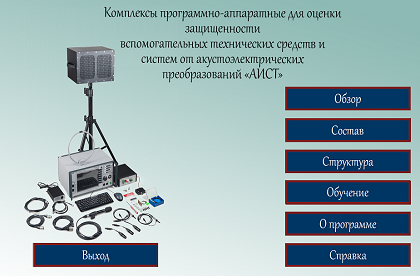 Комплексы программно-аппаратные для оценки
защищенности
вспомогательных технических средств и
систем от акустоэлектрических
преобразований «АИСТ»
Обзор
Состав
Структура
Обучение
О программе
Выход
Справка